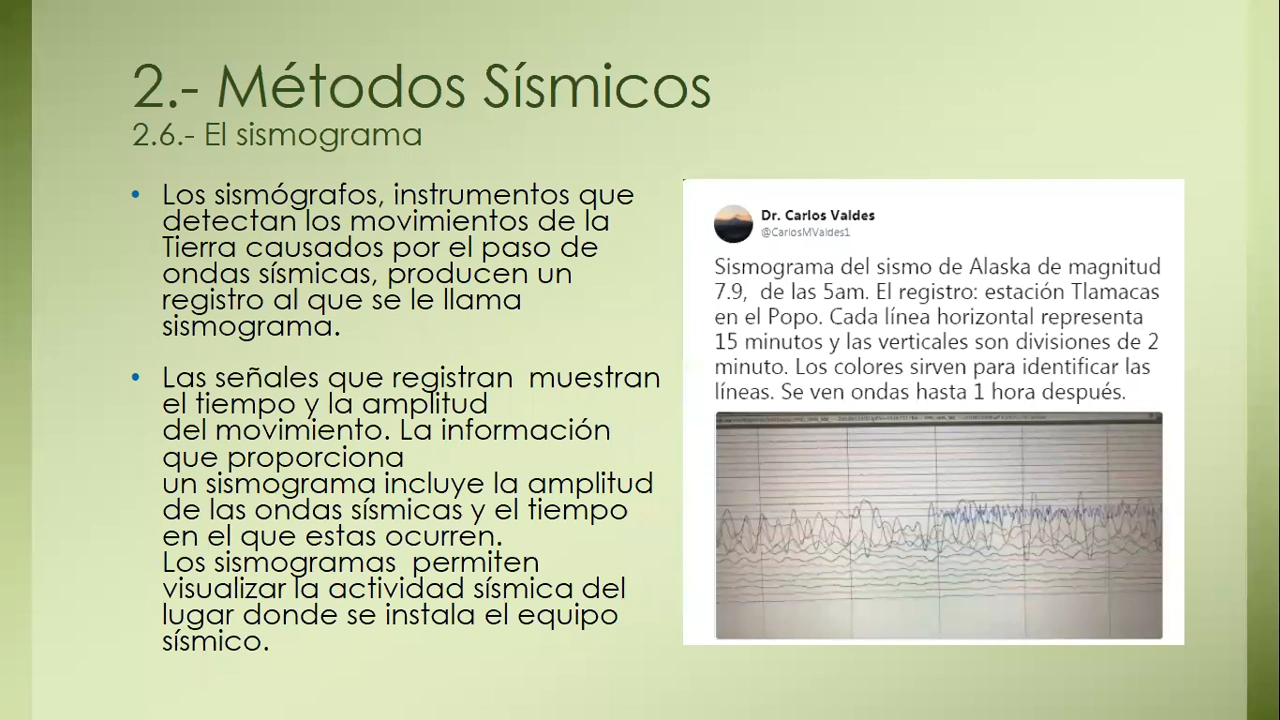 2.- Métodos Sísmicos
2.6.- El sismograma
• Los sismógrafos, instrumentos que
detectan los movimientos de la
Tierra causados por el paso de
ondas sísmicas, producen un
registro al que se le llama
sismograma.
• Las señales que registran muestran
el tiempo y la amplitud
del movimiento. La información
que proporciona
un sismograma incluye la amplitud
de las ondas sísmicas y el tiempo
en el que estas ocurren.
Los sismogramas permiten
visualizar la actividad sísmica del
lugar donde se instala el equipo
sísmico.
Dr. Carlos Valdes
@CarlosMValdes1
Sismograma del sismo de Alaska de magnitud
7.9, de las 5am. El registro: estación Tlamacas
en el Popo. Cada línea horizontal representa
15 minutos y las verticales son divisiones de 2
minuto. Los colores sirven para identificar las
líneas. Se ven ondas hasta 1 hora después.